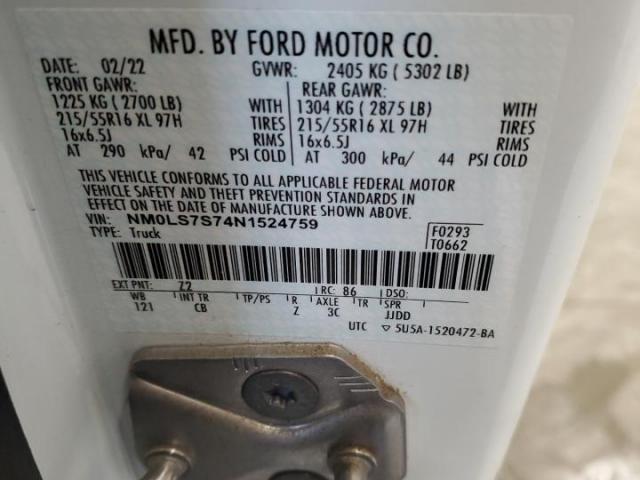 MFD. BY FORD MOTOR CO.
DATE: 02/22 GVWR: 2405 KG ( 5302 LB)
FRONT GAWR: REAR GAWR:
1225 KG ( 2700 LB) WITH 1304 KG ( 2875 LB) WITH
215/55R16 XL 97H TIRES 215/55R16 XL 97H TIRES
16x6.5J RIMS 16x6.5J RIMS
AT 290 kPa/ 42 PSI COLD AT 300 kPa/ 44 PSI COLD
THIS VEHICLE CONFORMS TO ALL APPLICABLE FEDERAL MOTOR
VEHICLE SAFETY AND THEFT PREVENTION STANDARDS IN
EFFECT ON THE DATE OF MANUFACTURE SHOWN ABOVE.
VIN: NM0LS7S74N1524759 F0293
TYPE: Truck T0662
EXT PNT: Z2 RC: 86 DSO:
WB INT TR TP/PS R AXLE TR SPR
121 CB Z 3C JJDD
UTC ▽ 5U5A-1520472-BA